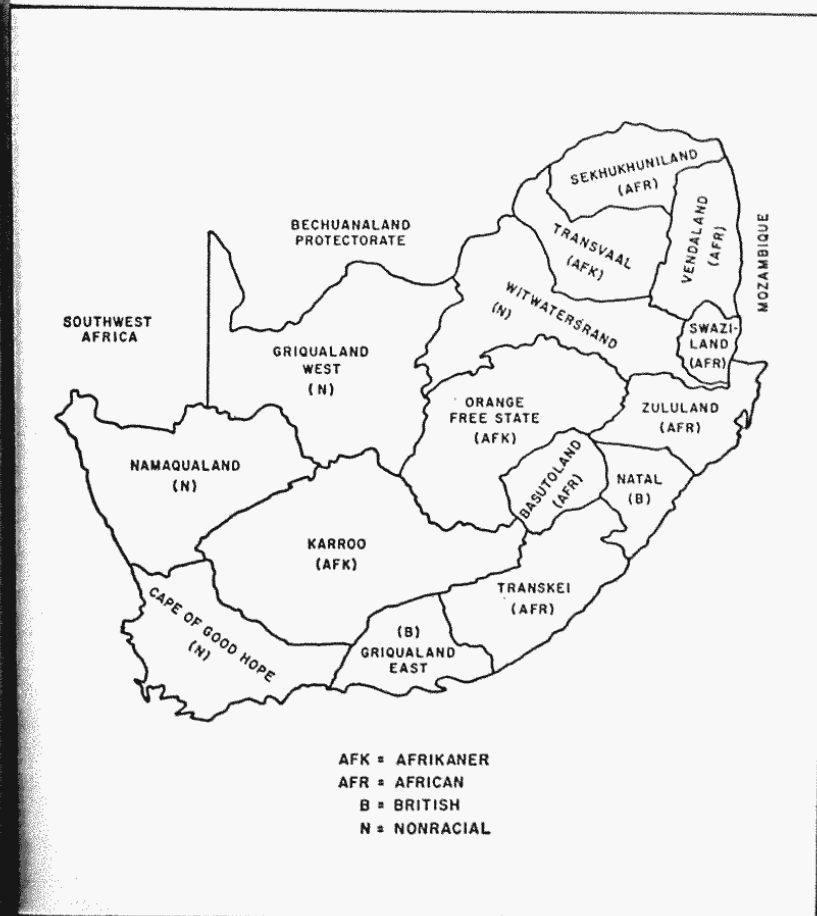 SEKHUKHUNILAND
(AFR)
BECHUANALAND
PROTECTORATE
TRANSVAAL
(AFK)
VENDALAND
(AFR)
MOZAMBIQUE
WITWATERSRAND
(N)
SOUTHWEST
AFRICA
SWAZI-
LAND
(AFR)
GRIQUALAND
WEST
(N)
ORANGE
FREE STATE
(AFK)
ZULULAND
(AFR)
NAMAQUALAND
(N)
BASUTOLAND
(AFR)
NATAL
(B)
KARROO
(AFK)
TRANSKEI
(AFR)
CAPE OF GOOD HOPE
(N)
(B)
GRIQUALAND
EAST
AFK = AFRIKANER
AFR = AFRICAN
B = BRITISH
N = NONRACIAL